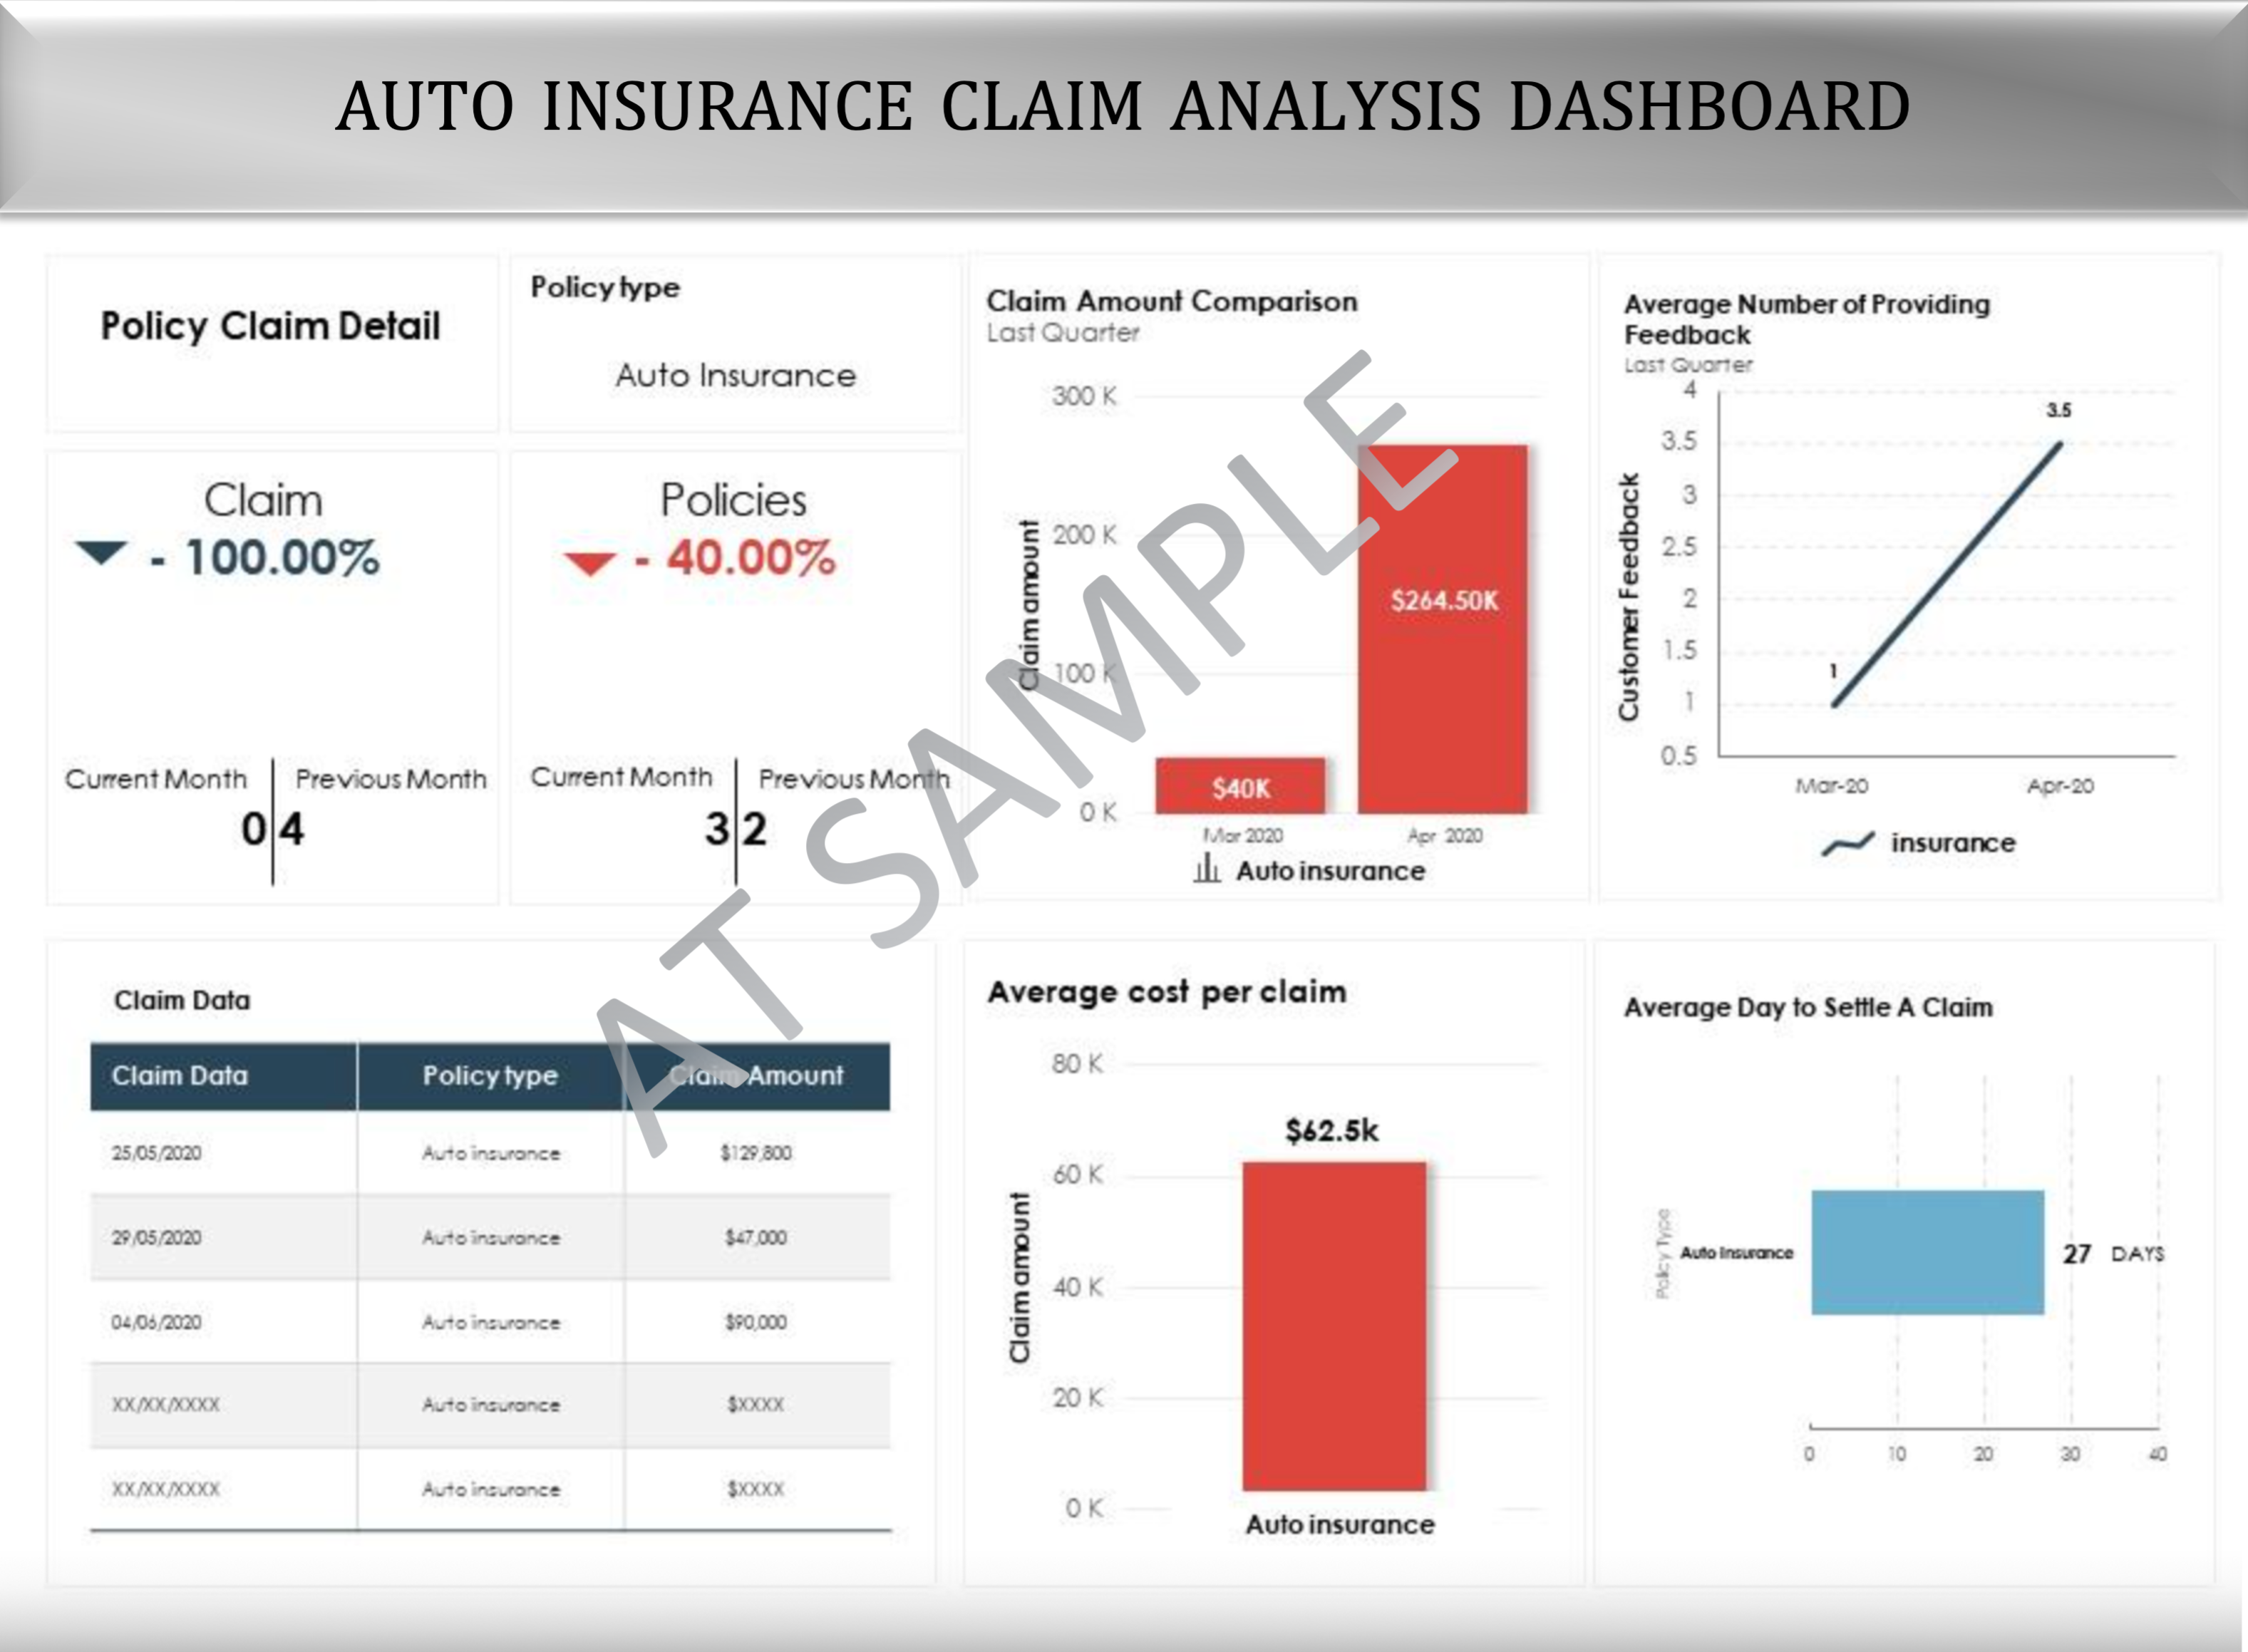 AUTO INSURANCE CLAIM ANALYSIS DASHBOARD
Policy Claim Detail
Policy type
Auto Insurance
Claim
- 100.00%
Current Month
Previous Month
0
4
Policies
- 40.00%
Current Month
Previous Month
3
2
Claim Amount Comparison
Last Quarter
Claim amount
300 K
200 K
100 K
0 K
$40K
$264.50K
Mar 2020
Apr 2020
Auto insurance
Average Number of Providing
Feedback
Last Quarter
Customer Feedback
4
3.5
3
2.5
2
1.5
1
0.5
1
3.5
Mar-20
Apr-20
insurance
Claim Data
Claim Data Policy type Claim Amount
25/05/2020 Auto insurance $129,800
29/05/2020 Auto insurance $47,000
04/06/2020 Auto insurance $90,000
XX/XX/XXXX Auto insurance $XXXX
XX/XX/XXXX Auto insurance $XXXX
Average cost per claim
Claim amount
80 K
60 K
40 K
20 K
0 K
$62.5k
Auto insurance
Average Day to Settle A Claim
Policy Type
Auto Insurance
27 DAYS
0 10 20 30 40
AT SAMPLE